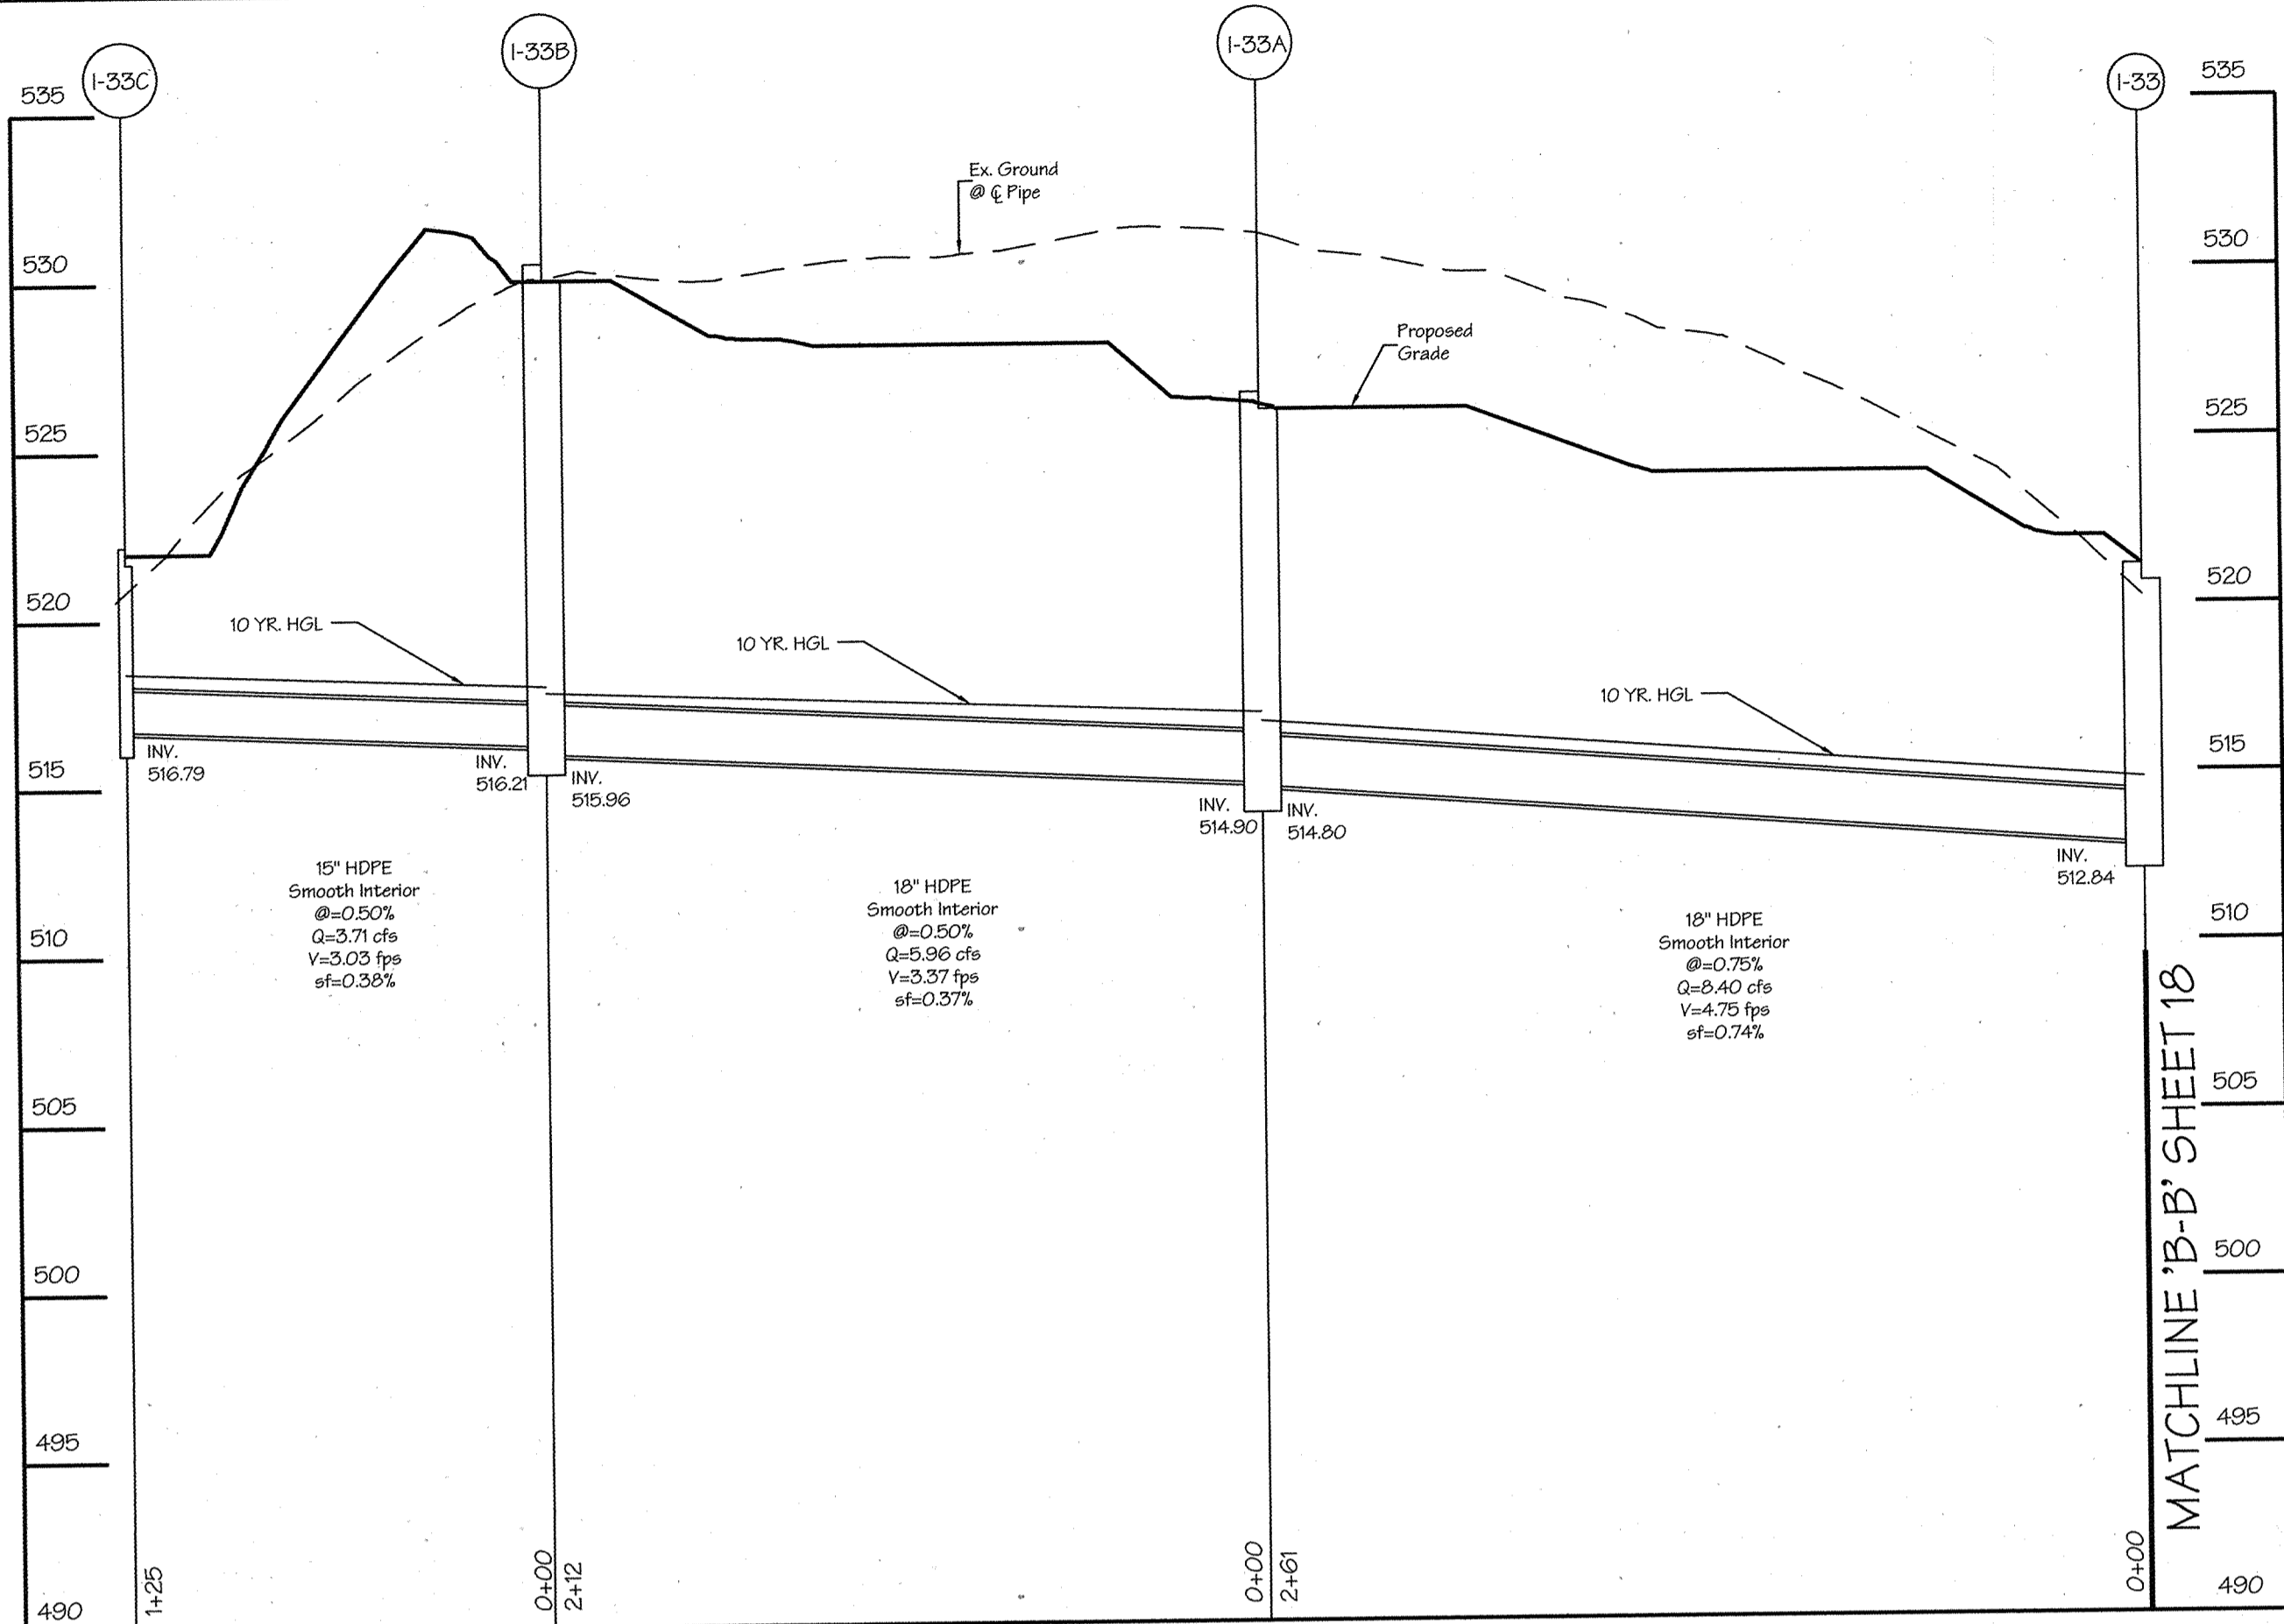 I-33C
I-33B
I-33A
I-33
535
535
Ex. Ground
@ ℄ Pipe
530
530
Proposed
Grade
525
525
520
520
10 YR. HGL
10 YR. HGL
10 YR. HGL
INV.
516.79
INV.
516.21
INV.
515.96
INV.
514.90
INV.
514.80
INV.
512.84
515
515
15" HDPE
Smooth Interior
@=0.50%
Q=3.71 cfs
V=3.03 fps
sf=0.38%
18" HDPE
Smooth Interior
@=0.50%
Q=5.96 cfs
V=3.37 fps
sf=0.37%
18" HDPE
Smooth Interior
@=0.75%
Q=8.40 cfs
V=4.75 fps
sf=0.74%
510
510
505
505
500
500
495
495
490
490
1+25
0+00
2+12
0+00
2+61
0+00
MATCHLINE 'B-B' SHEET 18